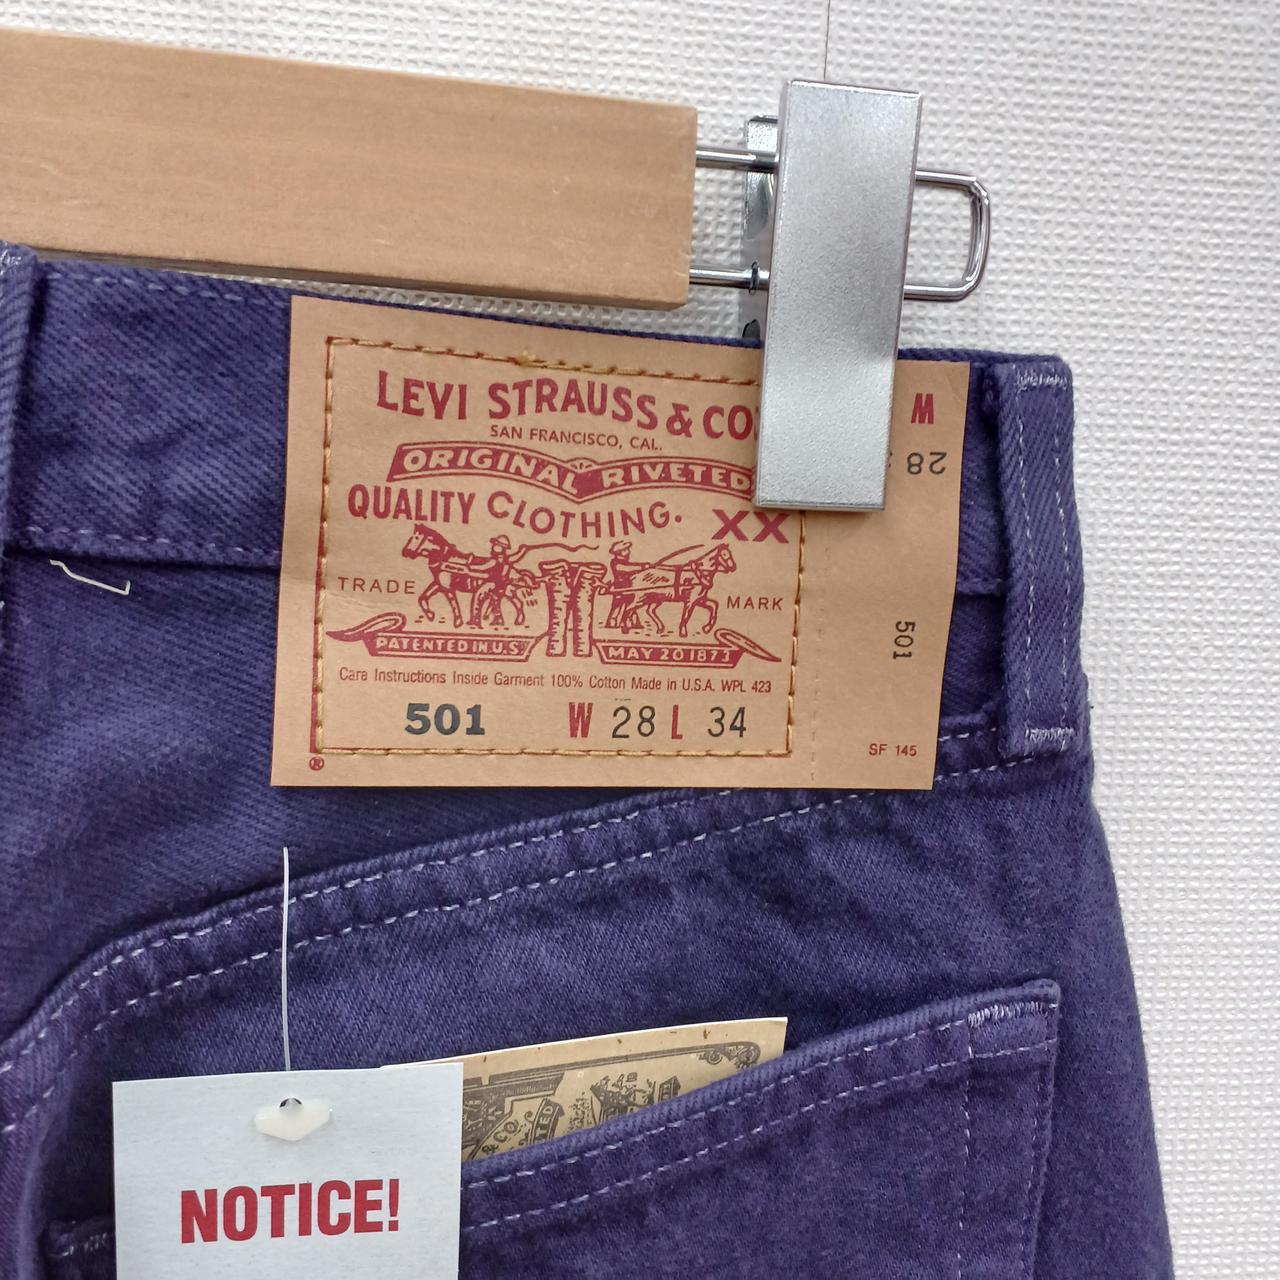 LEVI STRAUSS & CO
SAN FRANCISCO, CAL.
ORIGINAL RIVETED
QUALITY CLOTHING.
XX
TRADE MARK
PATENTED IN U.S. MAY 20 1873
Care Instructions Inside Garment 100% Cotton Made in U.S.A. WPL 423
501 W 28 L 34
®
W
28
501
SF 145
& CO.
NOTICE!